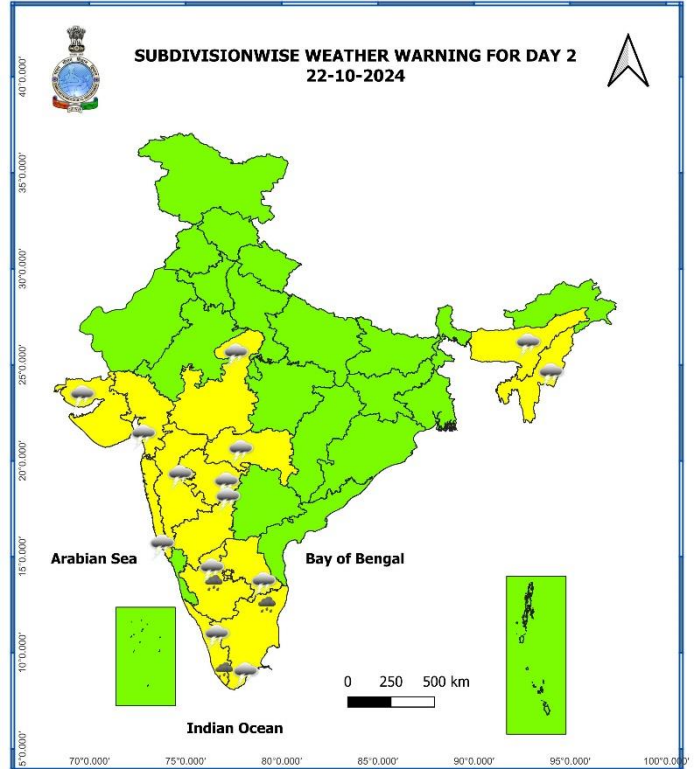 SUBDIVISIONWISE WEATHER WARNING FOR DAY 2
22-10-2024
40°0.000'
35°0.000'
30°0.000'
25°0.000'
20°0.000'
15°0.000'
10°0.000'
5°0.000'
Arabian Sea
Bay of Bengal
0 250 500 km
Indian Ocean
70°0.000' 75°0.000' 80°0.000' 85°0.000' 90°0.000' 95°0.000' 100°0.000'